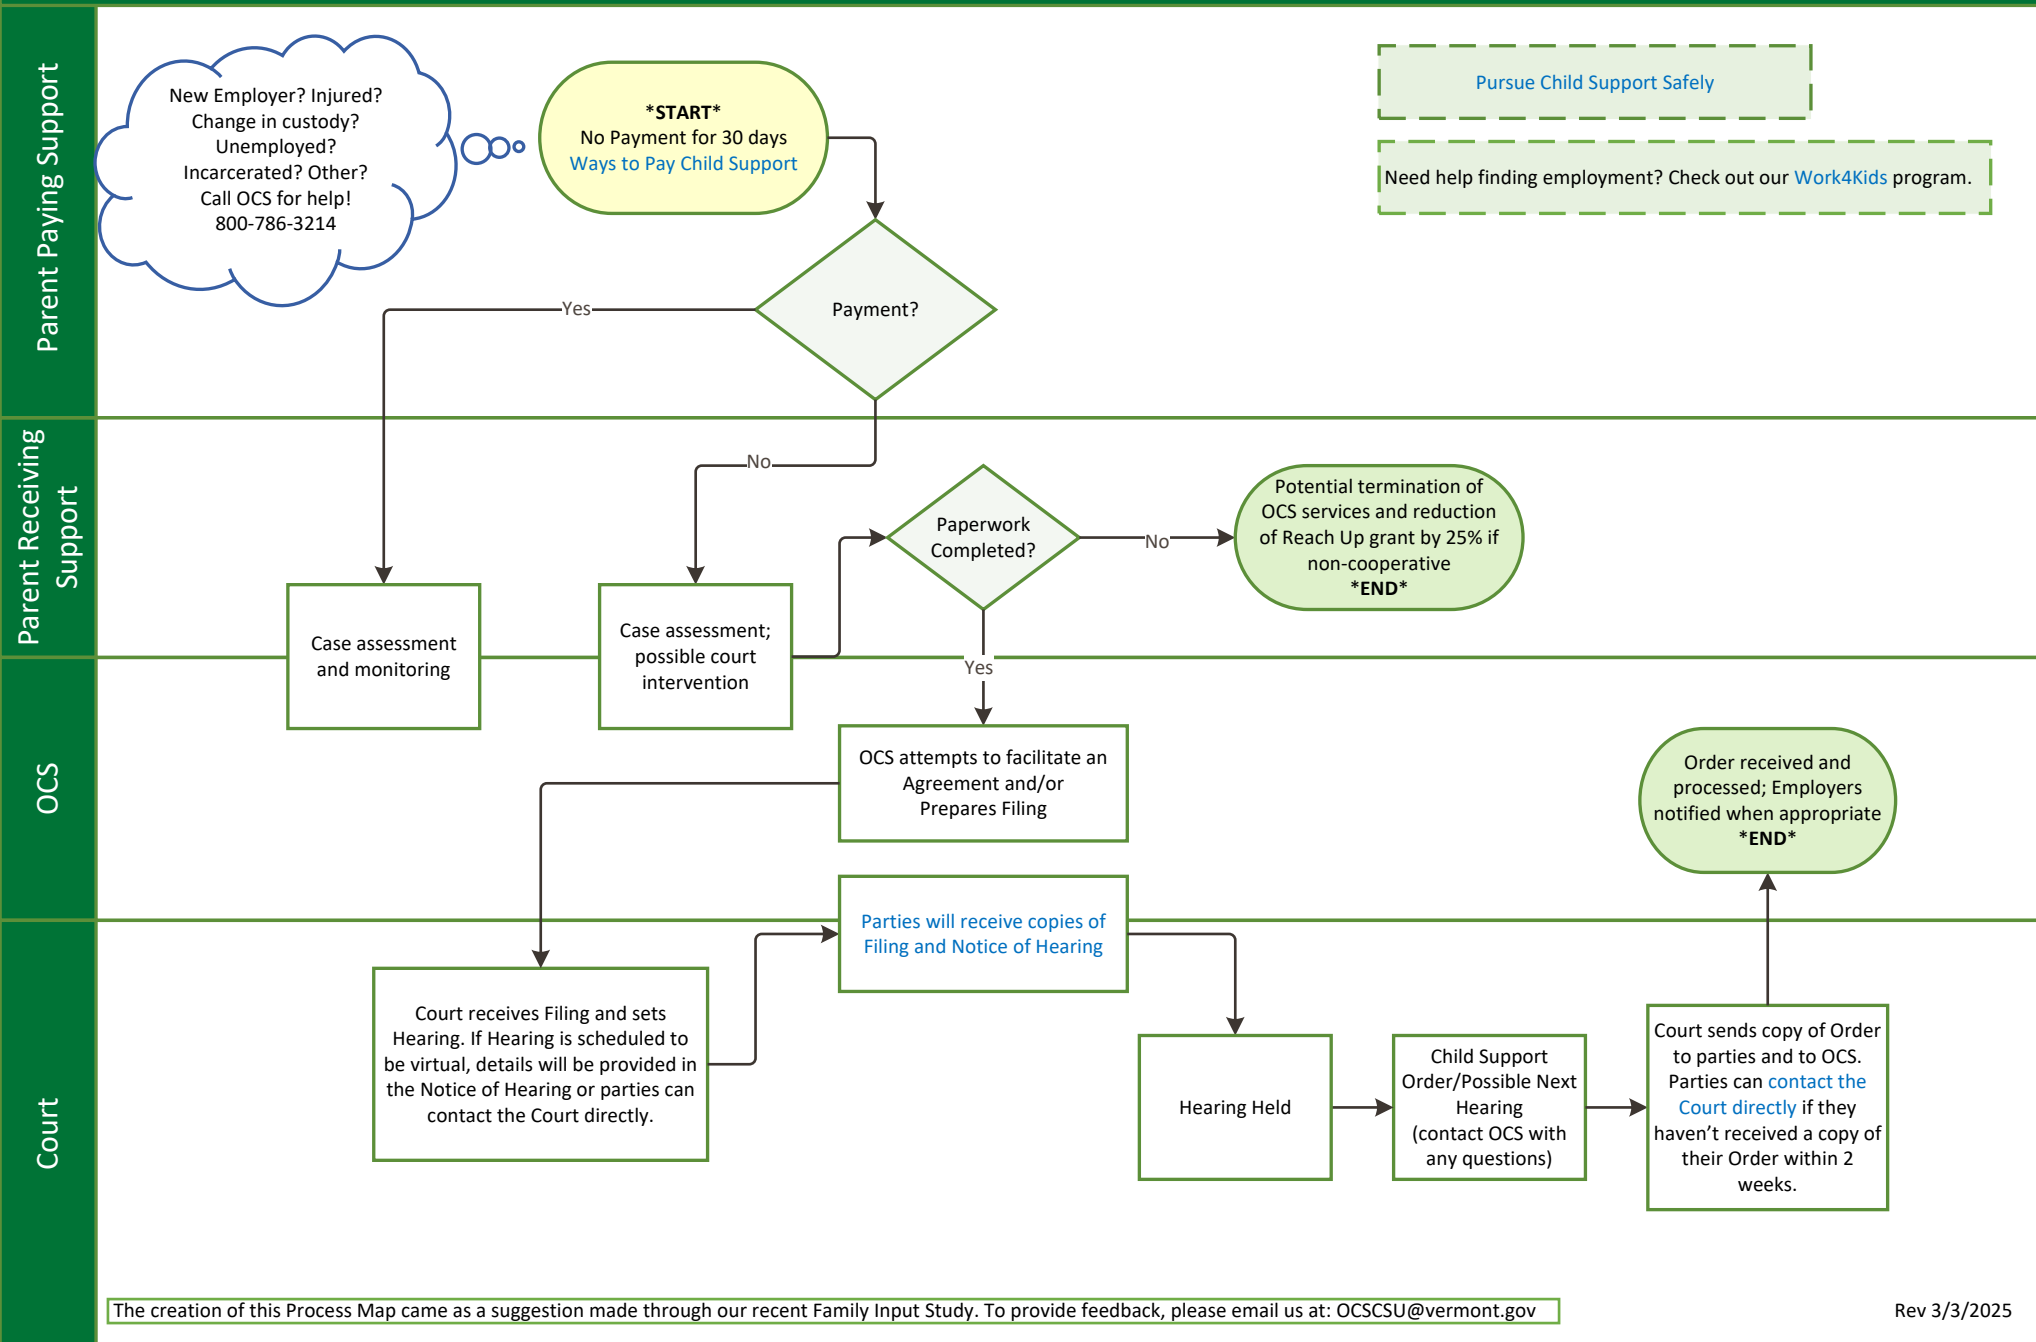 Parent Paying Support
New Employer? Injured?
Change in custody?
Unemployed?
Incarcerated? Other?
Call OCS for help!
800-786-3214
*START*
No Payment for 30 days
Ways to Pay Child Support
Pursue Child Support Safely
Need help finding employment? Check out our Work4Kids program.
Payment?
Yes
No
Parent Receiving
Support
Paperwork
Completed?
No
Potential termination of
OCS services and reduction
of Reach Up grant by 25% if
non-cooperative
*END*
Case assessment
and monitoring
Case assessment;
possible court
intervention
Yes
OCS
OCS attempts to facilitate an
Agreement and/or
Prepares Filing
Order received and
processed; Employers
notified when appropriate
*END*
Parties will receive copies of
Filing and Notice of Hearing
Court
Court receives Filing and sets
Hearing. If Hearing is scheduled to
be virtual, details will be provided in
the Notice of Hearing or parties can
contact the Court directly.
Hearing Held
Child Support
Order/Possible Next
Hearing
(contact OCS with
any questions)
Court sends copy of Order
to parties and to OCS.
Parties can contact the
Court directly if they
haven't received a copy of
their Order within 2
weeks.
The creation of this Process Map came as a suggestion made through our recent Family Input Study. To provide feedback, please email us at: OCSCSU@vermont.gov
Rev 3/3/2025